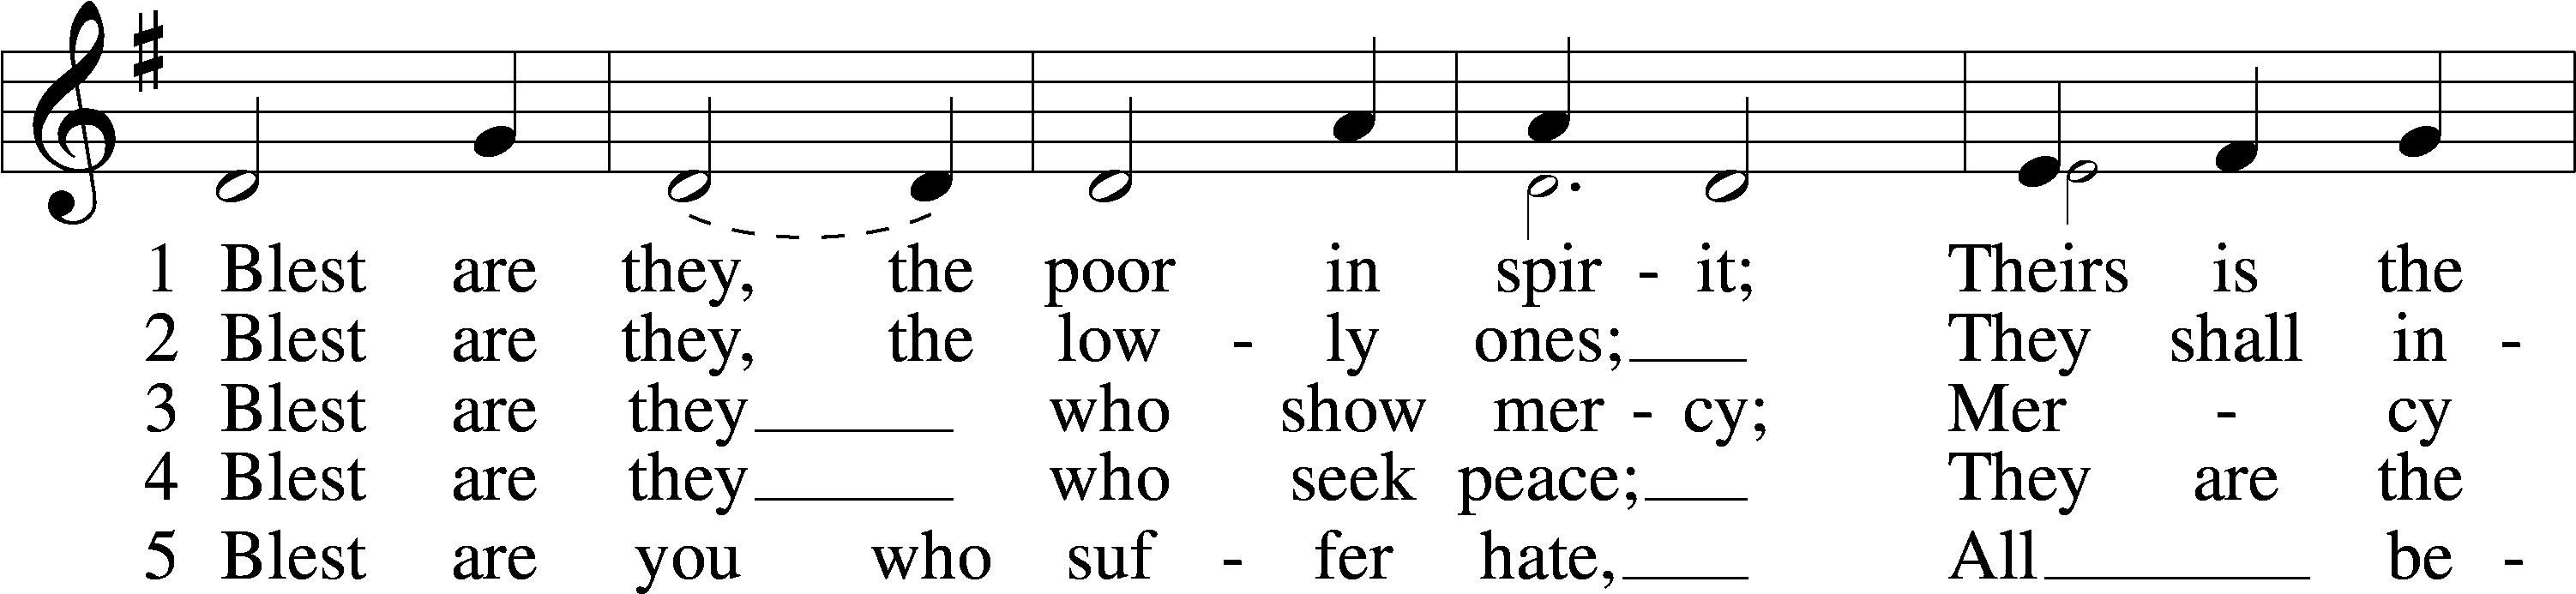 1 Blest are they, the poor in spir - it; Theirs is the
2 Blest are they, the low - ly ones; They shall in -
3 Blest are they who show mer - cy; Mer - cy
4 Blest are they who seek peace; They are the
5 Blest are you who suf - fer hate, All be -